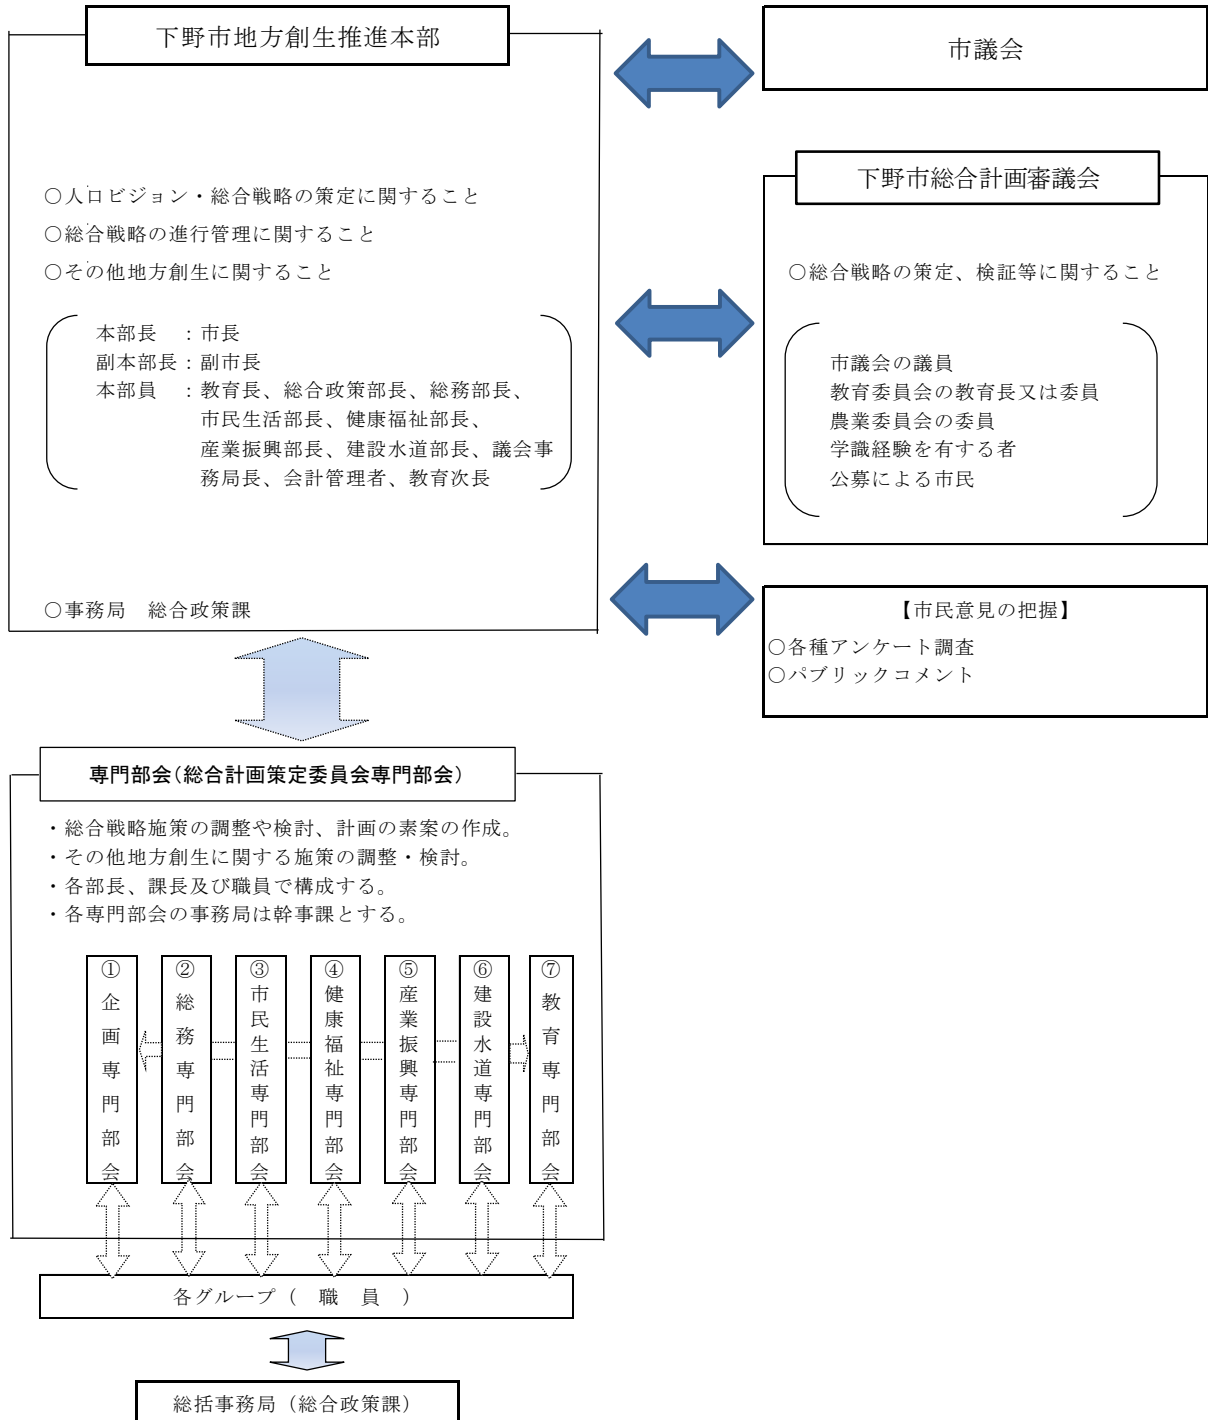 下野市地方創生推進本部
○人口ビジョン・総合戦略の策定に関すること
○総合戦略の進行管理に関すること
○その他地方創生に関すること
本部長　：市長
副本部長：副市長
本部員　：教育長、総合政策部長、総務部長、
市民生活部長、健康福祉部長、
産業振興部長、建設水道部長、議会事
務局長、会計管理者、教育次長
○事務局　総合政策課
市議会
下野市総合計画審議会
○総合戦略の策定、検証等に関すること
市議会の議員
教育委員会の教育長又は委員
農業委員会の委員
学識経験を有する者
公募による市民
【市民意見の把握】
○各種アンケート調査
○パブリックコメント
専門部会（総合計画策定委員会専門部会）
・総合戦略施策の調整や検討、計画の素案の作成。
・その他地方創生に関する施策の調整・検討。
・各部長、課長及び職員で構成する。
・各専門部会の事務局は幹事課とする。
①企画専門部会
②総務専門部会
③市民生活専門部会
④健康福祉専門部会
⑤産業振興専門部会
⑥建設水道専門部会
⑦教育専門部会
各グループ（　職　員　）
総括事務局（総合政策課）